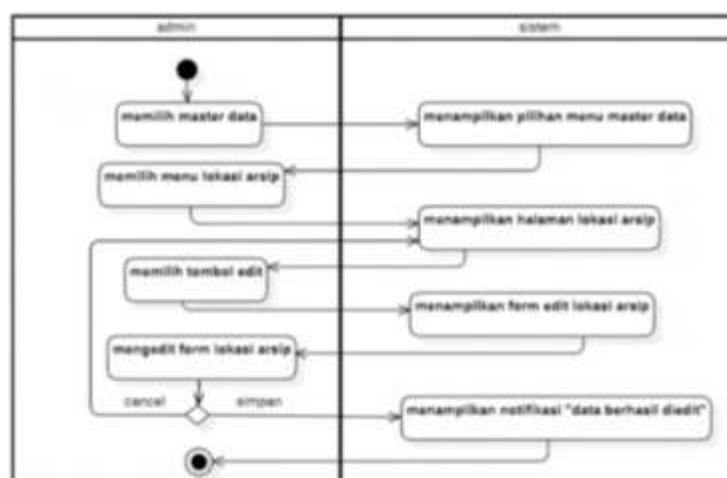 admin
sistem
memilih master data
menampilkan pilihan menu master data
memilih menu lokasi arsip
menampilkan halaman lokasi arsip
memilih tombol edit
menampilkan form edit lokasi arsip
mengedit form lokasi arsip
cancel
simpan
menampilkan notifikasi "data berhasil diedit"